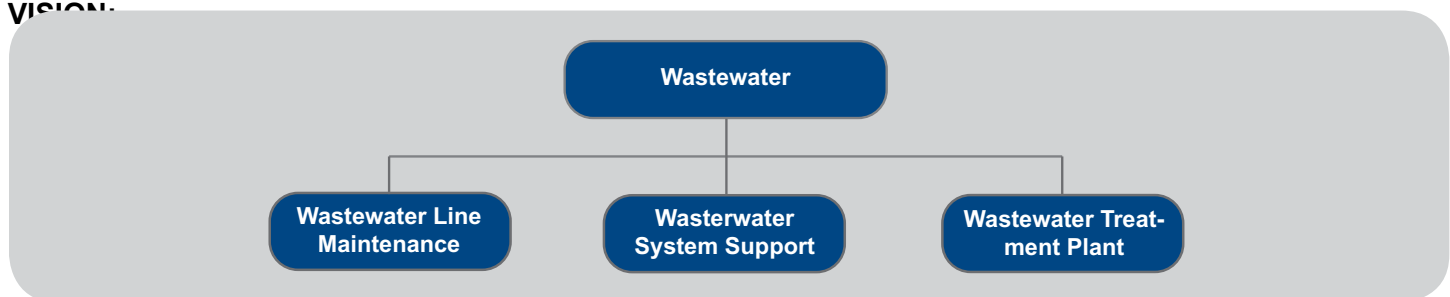 VISION:
Wastewater
Wastewater Line
Maintenance
Wasterwater
System Support
Wastewater Treat-
ment Plant